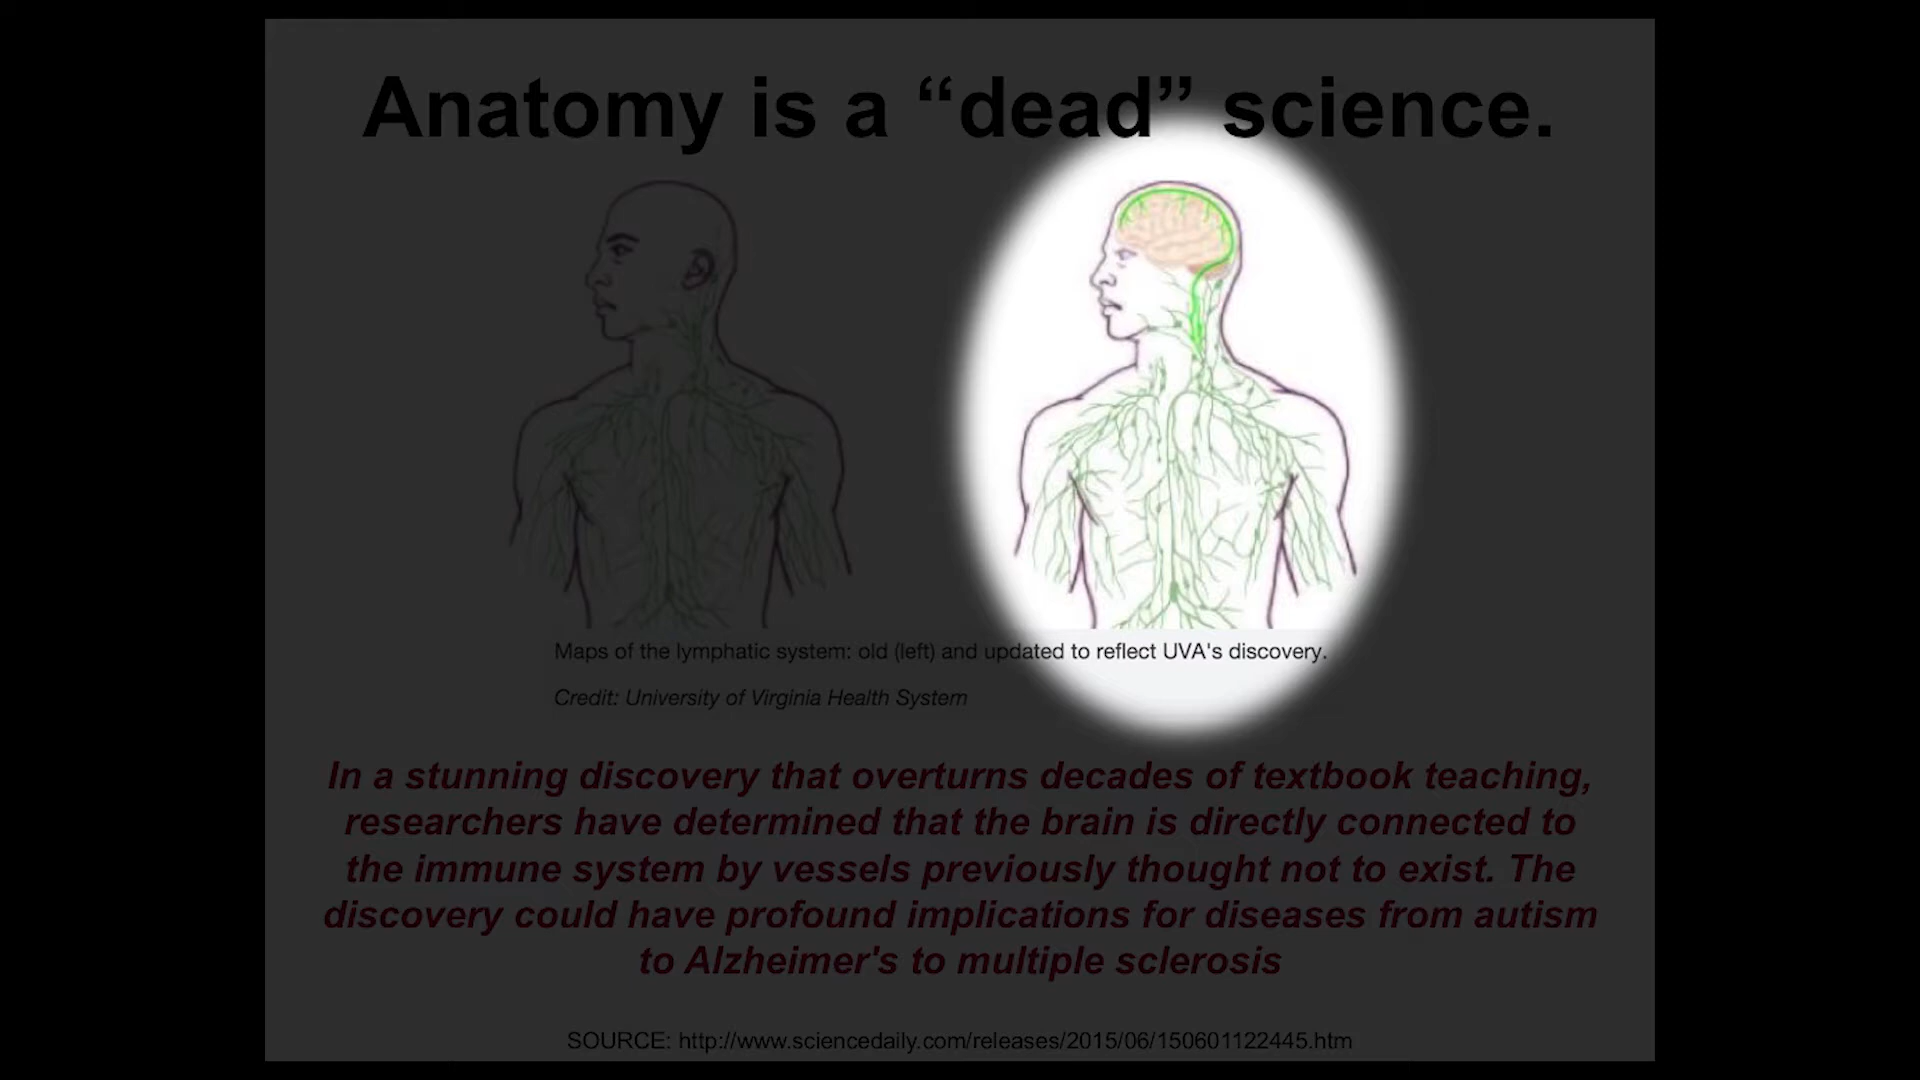 Anatomy is a “dead” science.
Maps of the lymphatic system: old (left) and updated to reflect UVA's discovery.
Credit: University of Virginia Health System
In a stunning discovery that overturns decades of textbook teaching,
researchers have determined that the brain is directly connected to
the immune system by vessels previously thought not to exist. The
discovery could have profound implications for diseases from autism
to Alzheimer's to multiple sclerosis
SOURCE: http://www.sciencedaily.com/releases/2015/06/150601122445.htm